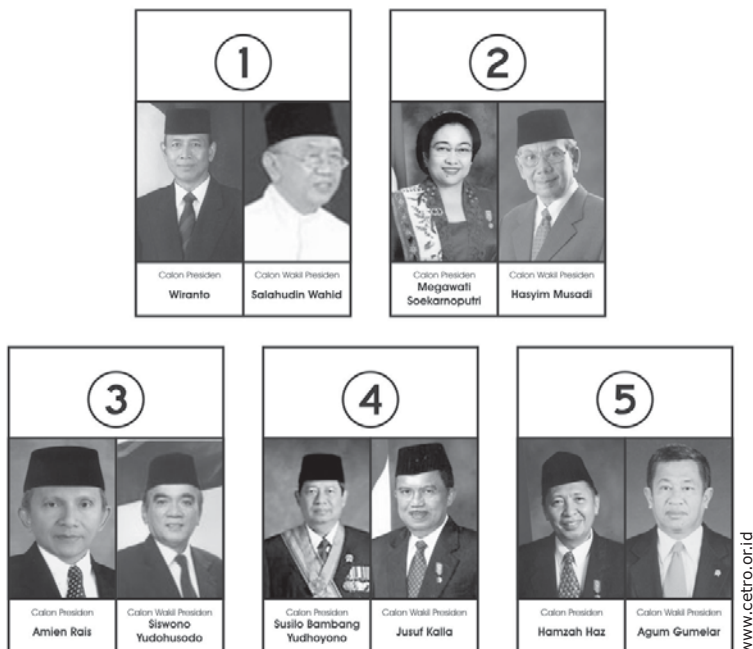 1
2
Calon Presiden
Wiranto
Calon Wakil Presiden
Salahudin Wahid
Calon Presiden
Megawati
Soekarnoputri
Calon Wakil Presiden
Hasyim Musadi
3
4
5
Calon Presiden
Amien Rais
Calon Wakil Presiden
Siswono
Yudohusodo
Calon Presiden
Susilo Bambang
Yudhoyono
Calon Wakil Presiden
Jusuf Kalla
Calon Presiden
Hamzah Haz
Calon Wakil Presiden
Agum Gumelar
www.cetro.or.id